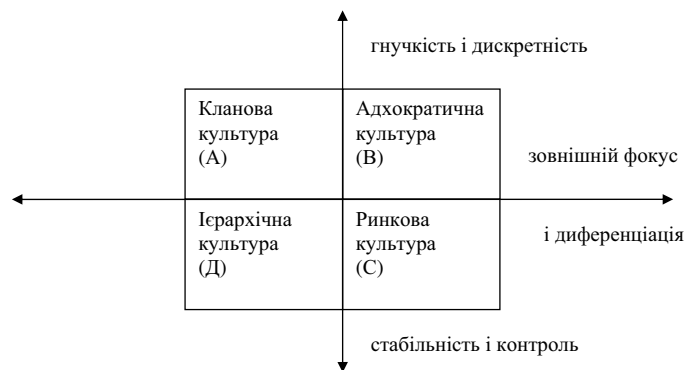 гнучкість і дискретність
Кланова
культура
(А)
Адхократична
культура
(В)
зовнішній фокус
Ієрархічна
культура
(Д)
Ринкова
культура
(С)
і диференціація
стабільність і контроль